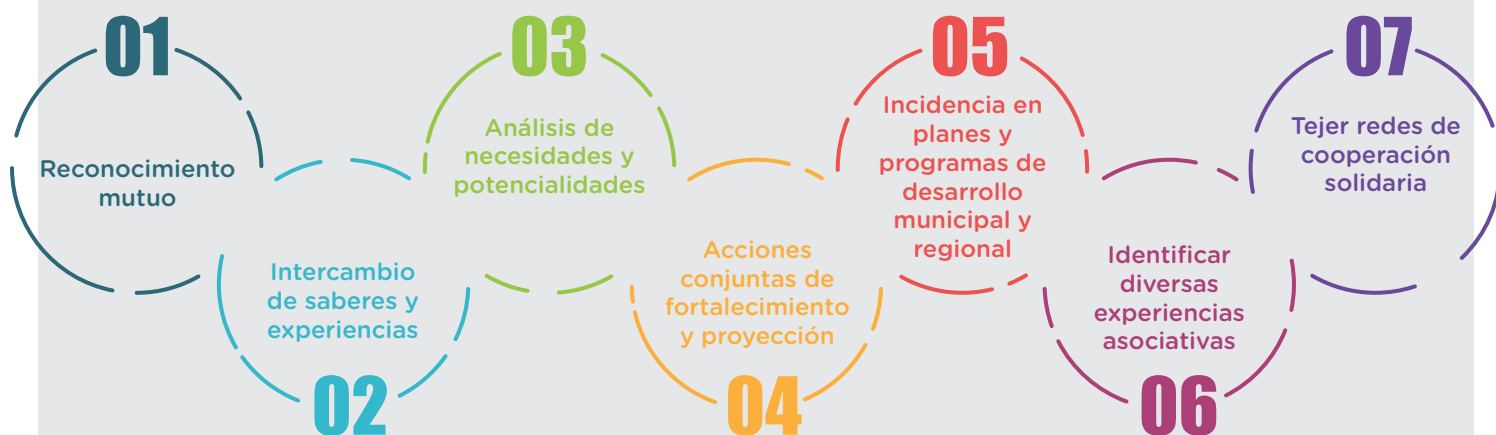 01
Reconocimiento
mutuo
02
Intercambio
de saberes y
experiencias
03
Análisis de
necesidades y
potencialidades
04
Acciones
conjuntas de
fortalecimiento
y proyección
05
Incidencia en
planes y
programas de
desarrollo
municipal y
regional
06
Identificar
diversas
experiencias
asociativas
07
Tejer redes de
cooperación
solidaria